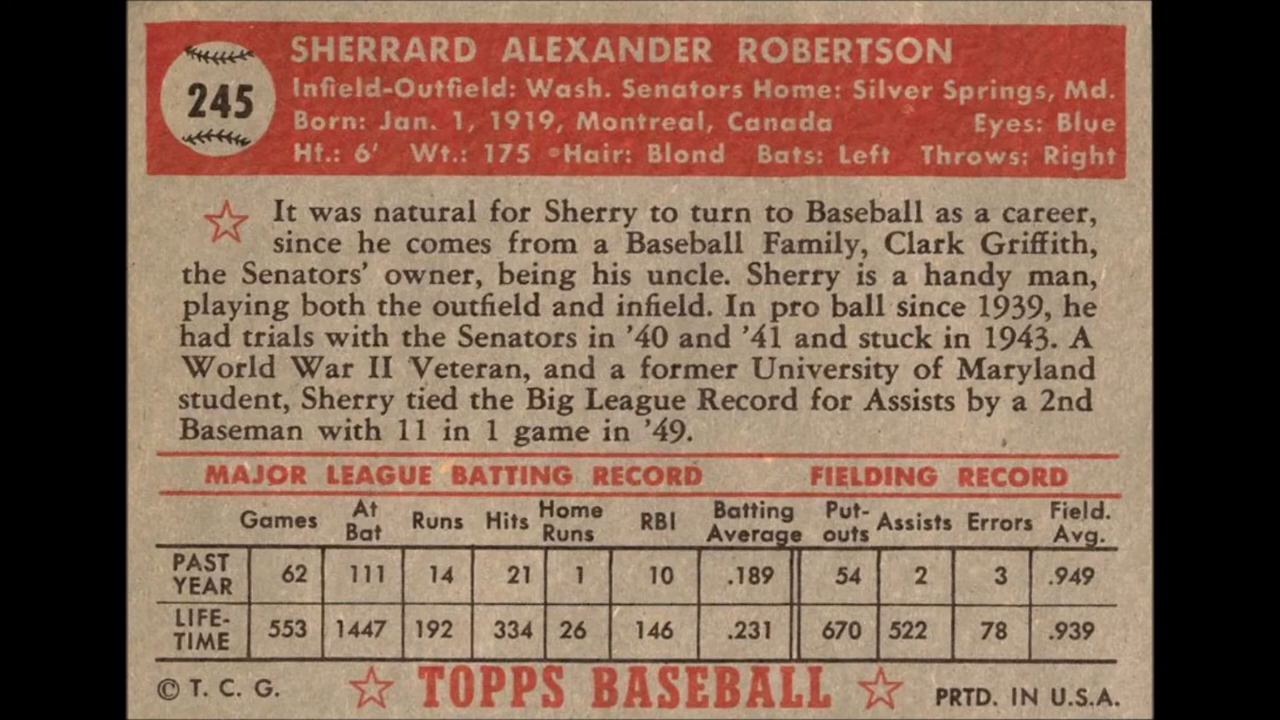 245
SHERRARD ALEXANDER ROBERTSON
Infield-Outfield: Wash. Senators Home: Silver Springs, Md.
Born: Jan. 1, 1919, Montreal, Canada Eyes: Blue
Ht.: 6' Wt.: 175 Hair: Blond Bats: Left Throws: Right
It was natural for Sherry to turn to Baseball as a career,
since he comes from a Baseball Family, Clark Griffith,
the Senators' owner, being his uncle. Sherry is a handy man,
playing both the outfield and infield. In pro ball since 1939, he
had trials with the Senators in '40 and '41 and stuck in 1943. A
World War II Veteran, and a former University of Maryland
student, Sherry tied the Big League Record for Assists by a 2nd
Baseman with 11 in 1 game in '49.
MAJOR LEAGUE BATTING RECORD FIELDING RECORD
Games At Bat Runs Hits Home Runs RBI Batting Average Put-outs Assists Errors Field. Avg.
PAST YEAR 62 111 14 21 1 10 .189 54 2 3 .949
LIFE-TIME 553 1447 192 334 26 146 .231 670 522 78 .939
© T. C. G. TOPPS BASEBALL PRTD. IN U.S.A.